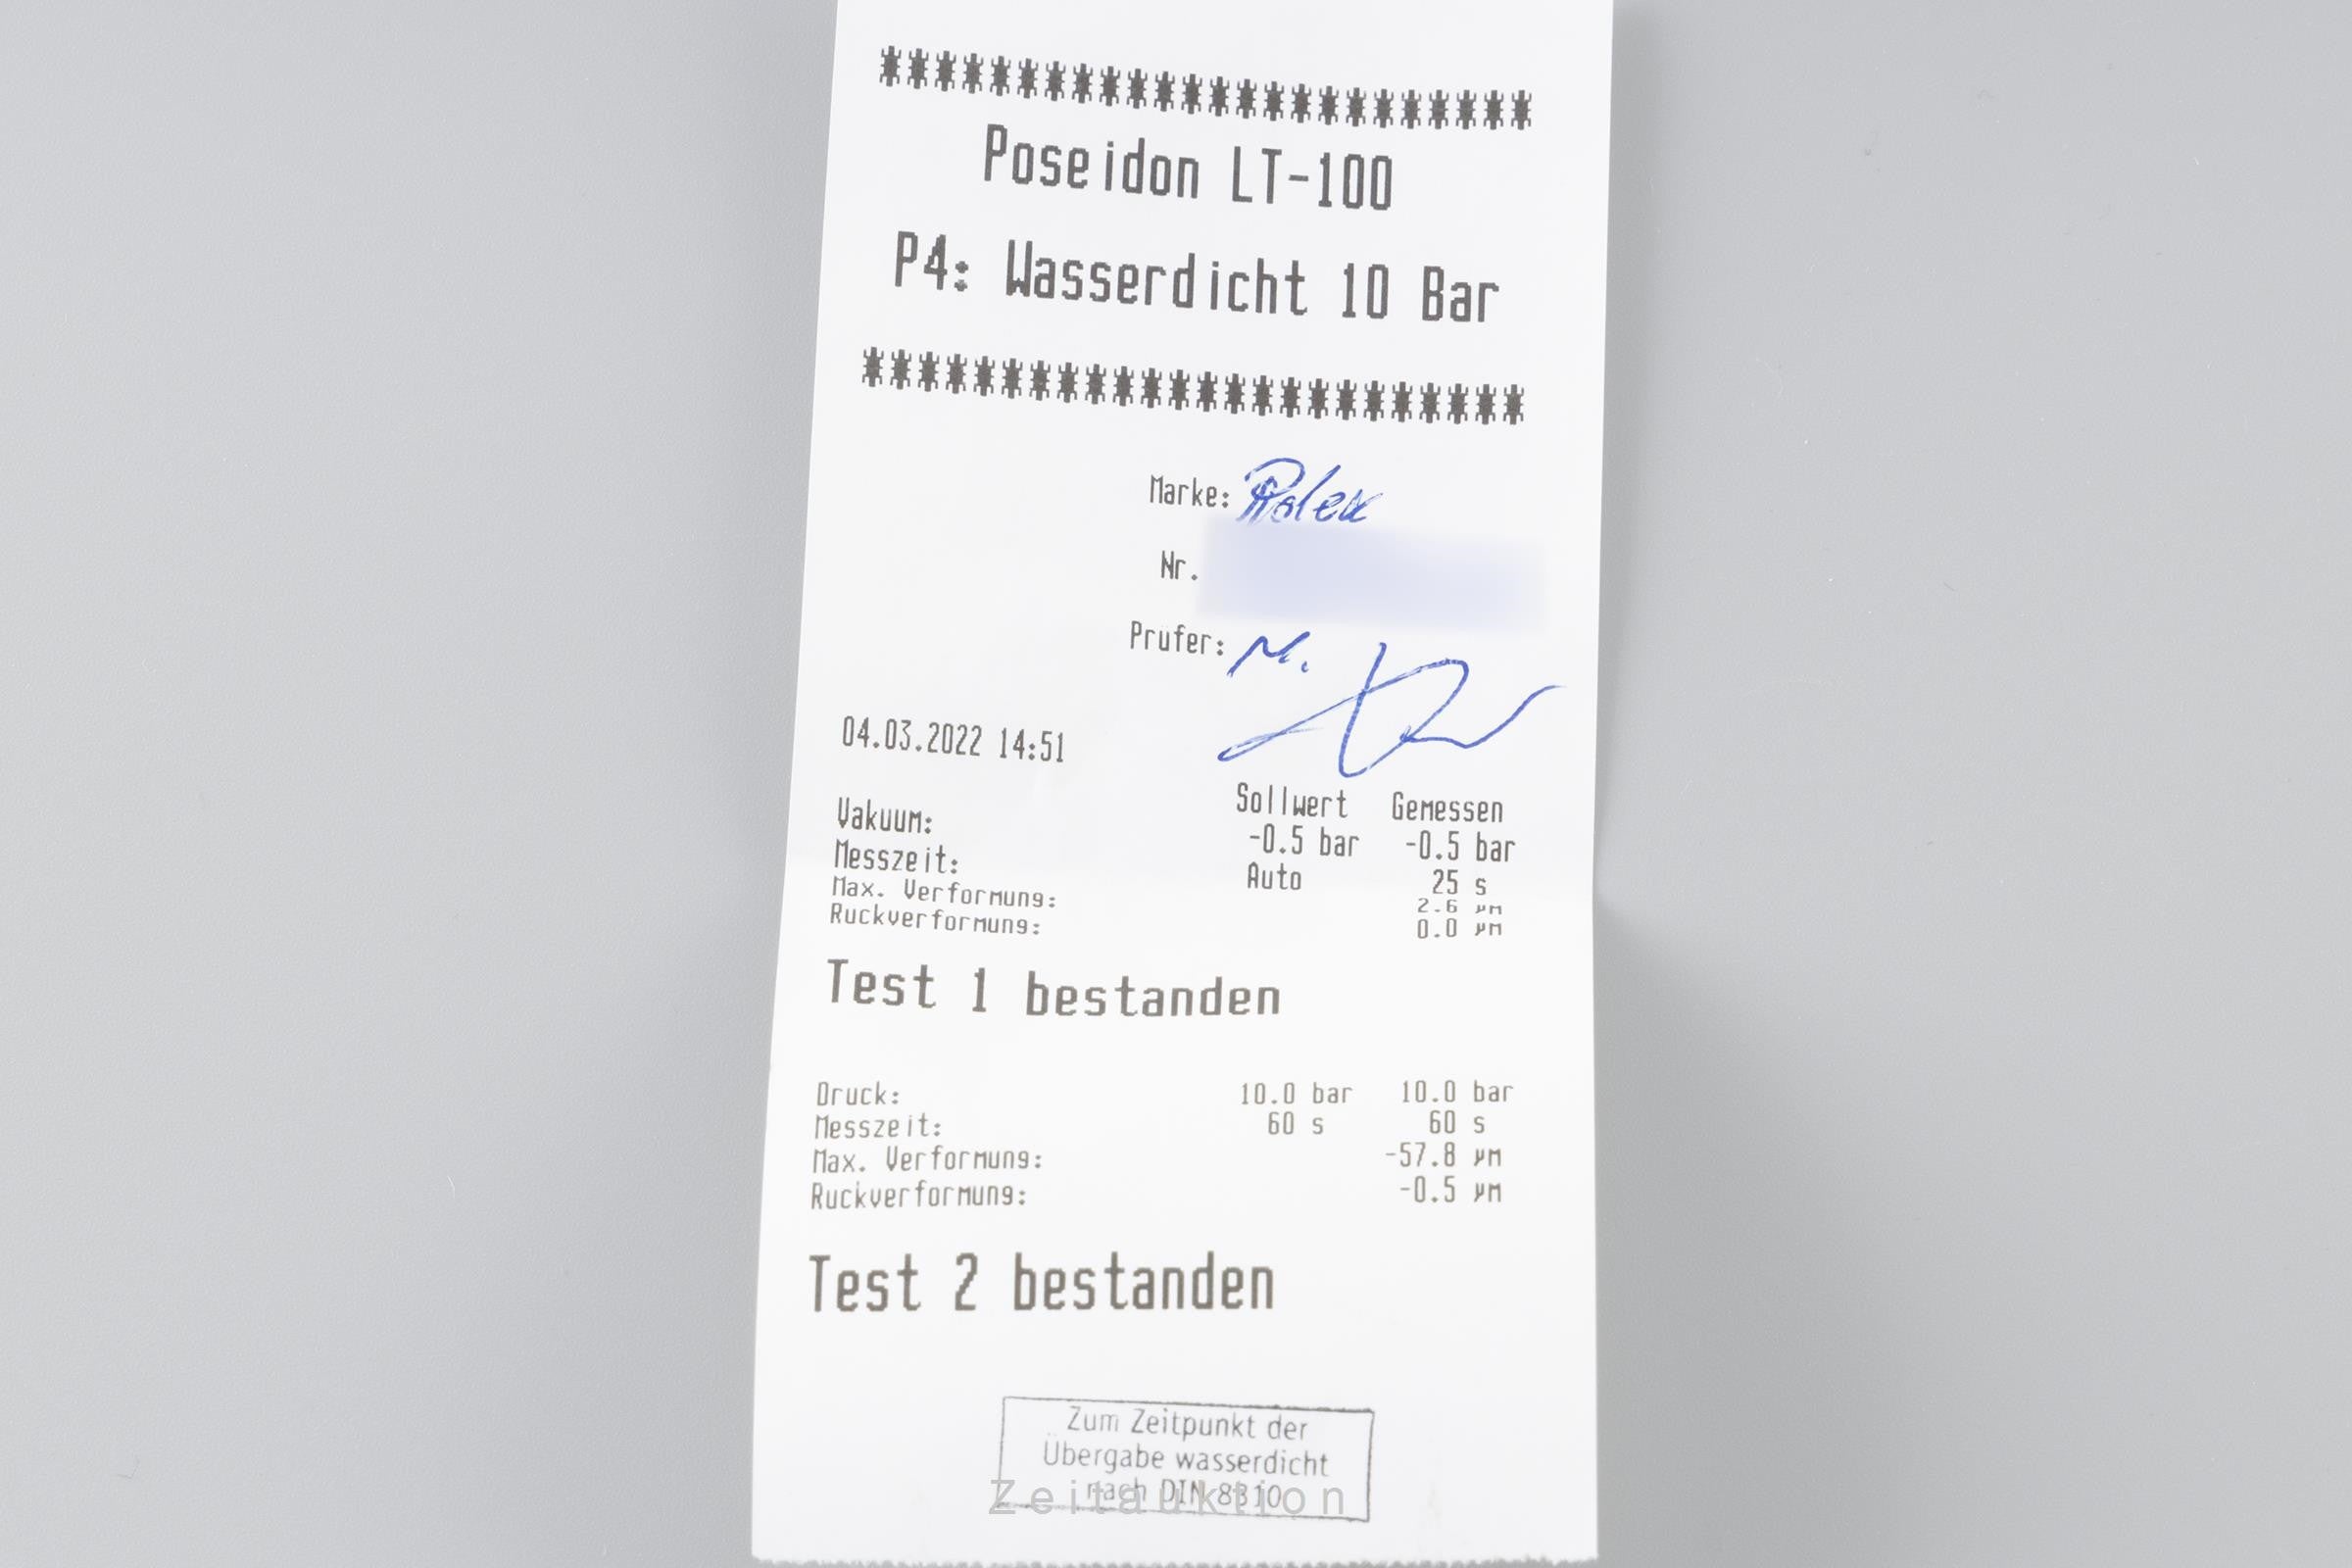 ************************
Poseidon LT-100
P4: Wasserdicht 10 Bar
************************
Marke: Rolex
Nr.
Prufer: M.
04.03.2022 14:51
Sollwert Gemessen
Vakuum: -0.5 bar -0.5 bar
Messzeit: Auto 25 s
Max. Verformung: 2.6 µm
Ruckverformung: 0.0 µm
Test 1 bestanden
Druck: 10.0 bar 10.0 bar
Messzeit: 60 s 60 s
Max. Verformung: -57.8 µm
Ruckverformung: -0.5 µm
Test 2 bestanden
Zum Zeitpunkt der
Übergabe wasserdicht
nach DIN 8310
Zeitauktion